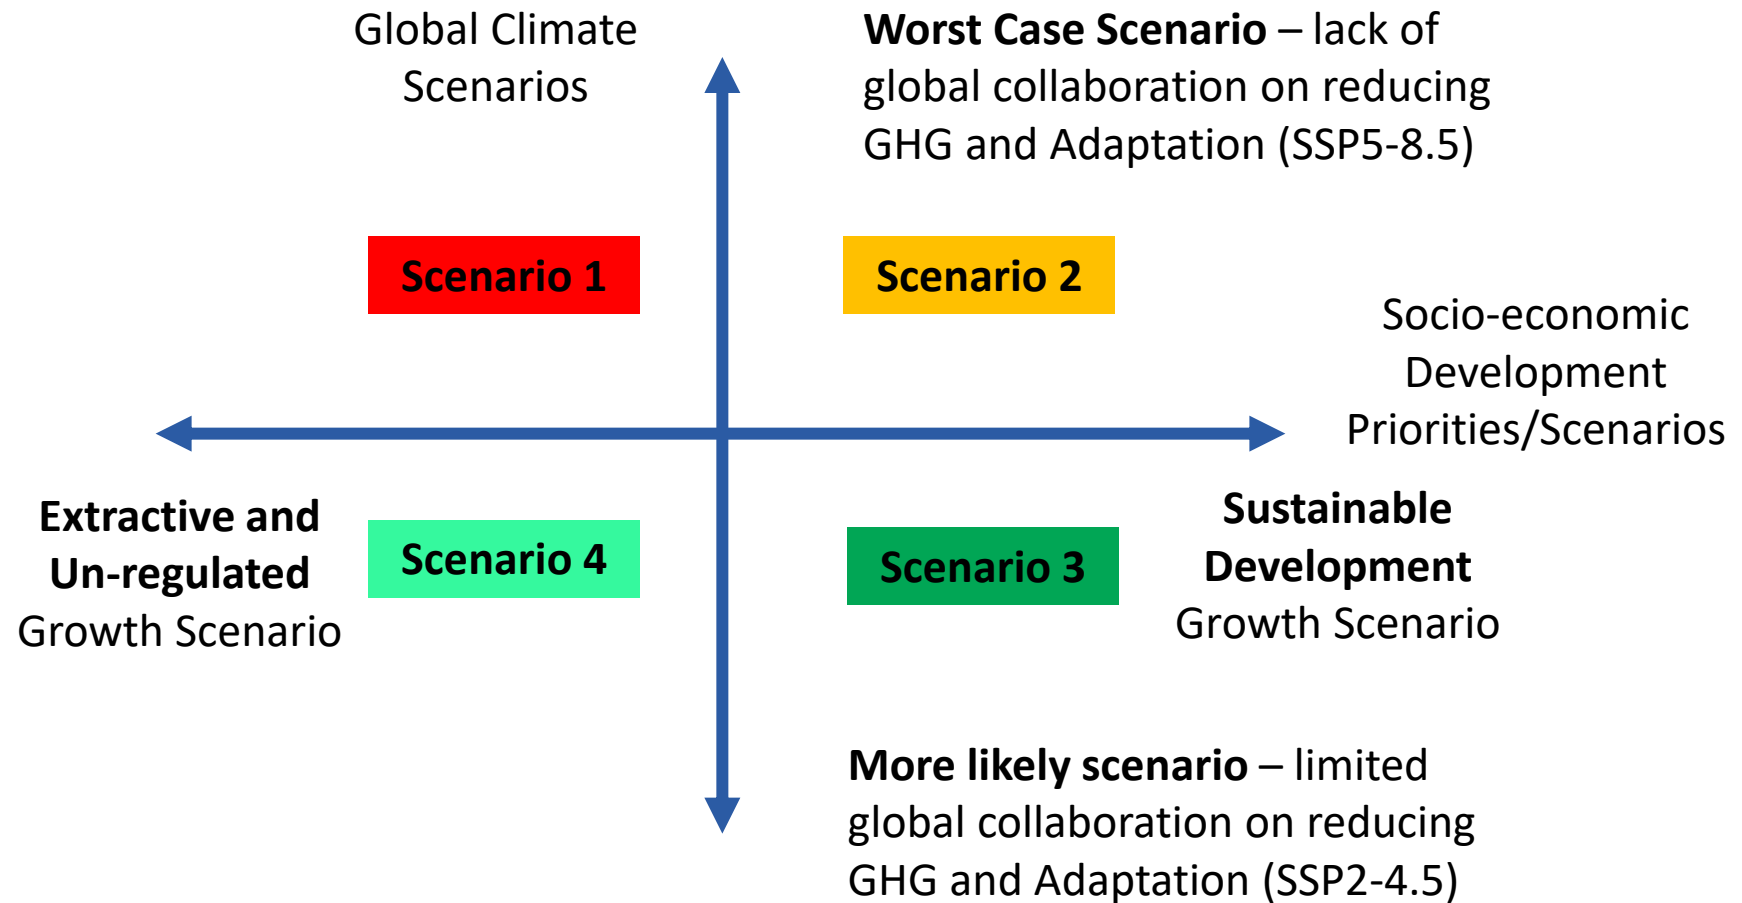 Global Climate
Scenarios
Worst Case Scenario – lack of
global collaboration on reducing
GHG and Adaptation (SSP5-8.5)
Scenario 1
Scenario 2
Socio-economic
Development
Priorities/Scenarios
Extractive and
Un-regulated
Growth Scenario
Scenario 4
Scenario 3
Sustainable
Development
Growth Scenario
More likely scenario – limited
global collaboration on reducing
GHG and Adaptation (SSP2-4.5)